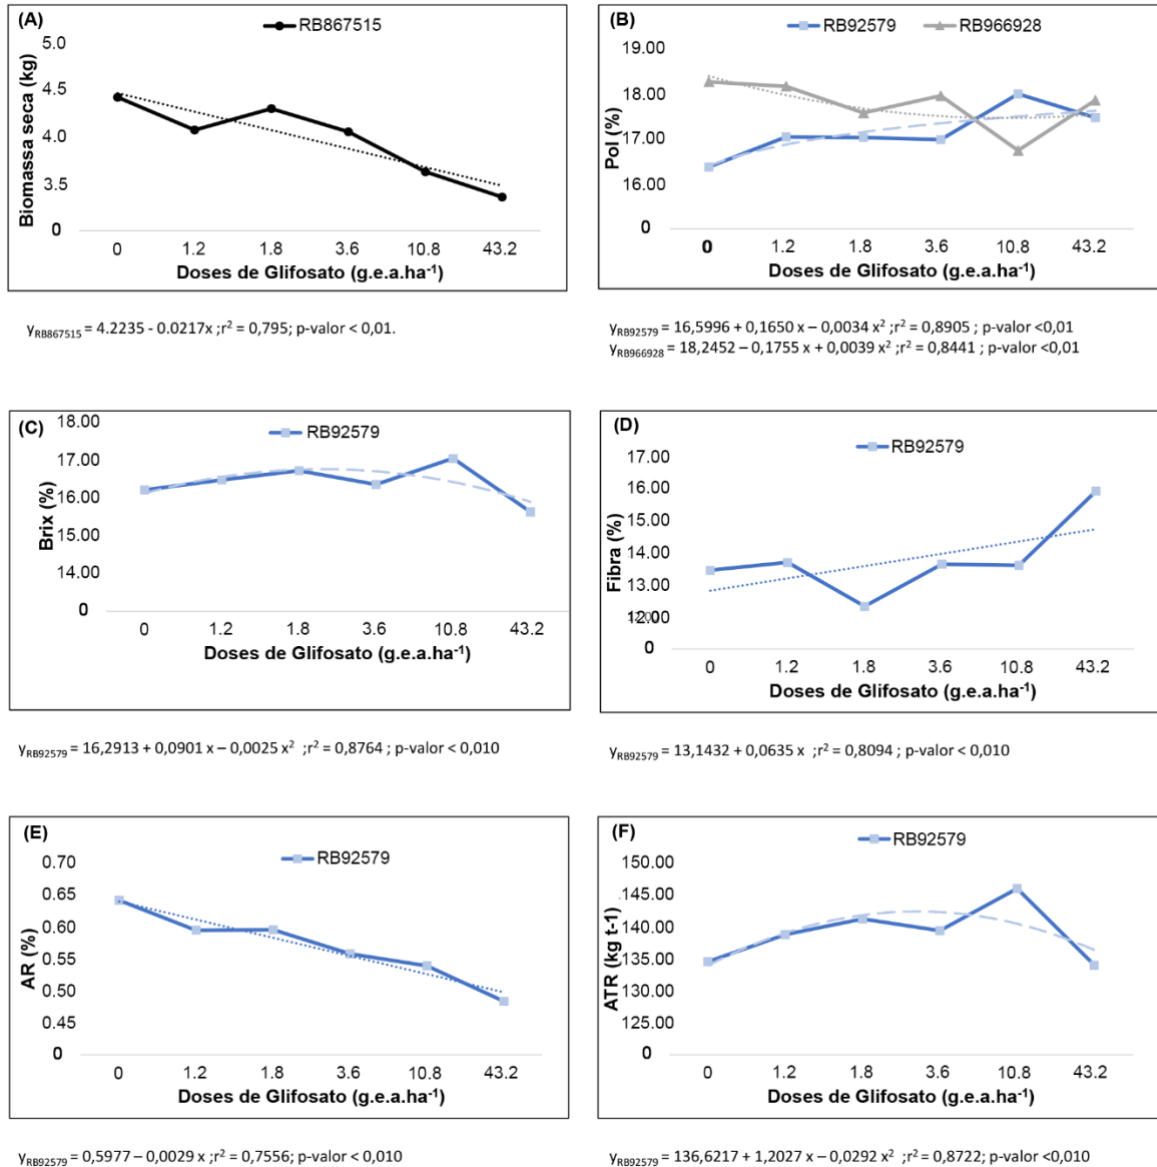 (A)
RB867515
Biomassa seca (kg)
5.0
4.5
4.0
3.5
0
0 1.2 1.8 3.6 10.8 43.2
Doses de Glifosato (g.e.a.ha⁻¹)
y_RB867515 = 4.2235 - 0.0217x ;r² = 0,795; p-valor < 0,01.
(B)
RB92579 RB966928
Pol (%)
19.00
18.00
17.00
16.00
0
0 1.2 1.8 3.6 10.8 43.2
Doses de Glifosato (g.e.a.ha⁻¹)
y_RB92579 = 16,5996 + 0,1650 x – 0,0034 x² ;r² = 0,8905 ; p-valor <0,01
y_RB966928 = 18,2452 – 0,1755 x + 0,0039 x² ;r² = 0,8441 ; p-valor <0,01
(C)
RB92579
Brix (%)
18.00
17.00
16.00
15.00
14.00
0
0 1.2 1.8 3.6 10.8 43.2
Doses de Glifosato (g.e.a.ha⁻¹)
y_RB92579 = 16,2913 + 0,0901 x – 0,0025 x² ;r² = 0,8764 ; p-valor < 0,010
(D)
RB92579
Fibra (%)
17.00
16.00
15.00
14.00
13.00
12.00
0
0 1.2 1.8 3.6 10.8 43.2
Doses de Glifosato (g.e.a.ha⁻¹)
y_RB92579 = 13,1432 + 0,0635 x ;r² = 0,8094 ; p-valor < 0,010
(E)
RB92579
AR (%)
0.70
0.65
0.60
0.55
0.50
0.45
0
0 1.2 1.8 3.6 10.8 43.2
Doses de Glifosato (g.e.a.ha⁻¹)
y_RB92579 = 0,5977 – 0,0029 x ;r² = 0,7556; p-valor < 0,010
(F)
RB92579
ATR (kg t-1)
150.00
145.00
140.00
135.00
130.00
125.00
0
0 1.2 1.8 3.6 10.8 43.2
Doses de Glifosato (g.e.a.ha⁻¹)
y_RB92579 = 136,6217 + 1,2027 x – 0,0292 x² ;r² = 0,8722; p-valor <0,010